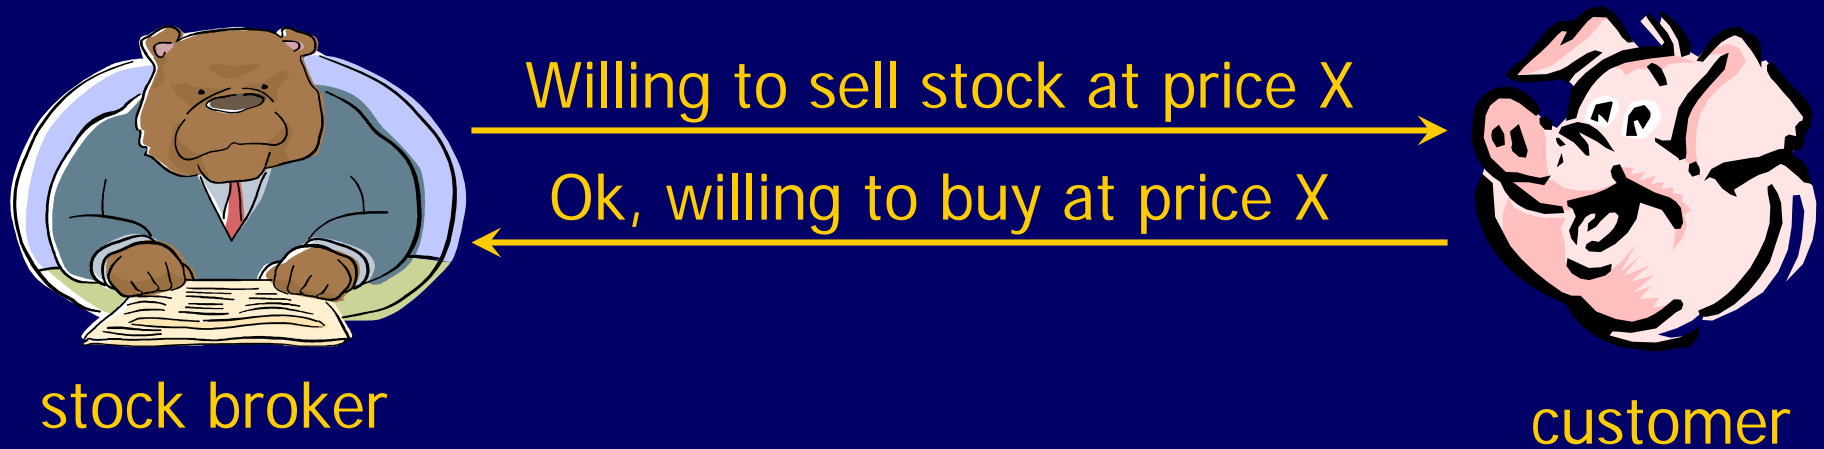 Willing to sell stock at price X
Ok, willing to buy at price X
stock broker
customer